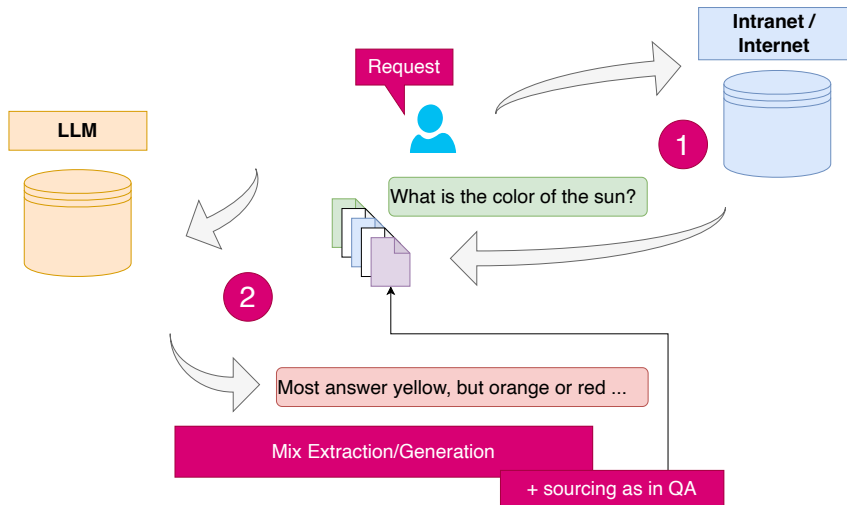 Intranet /
Internet
Request
LLM
1
What is the color of the sun?
2
Most answer yellow, but orange or red ...
Mix Extraction/Generation
+ sourcing as in QA